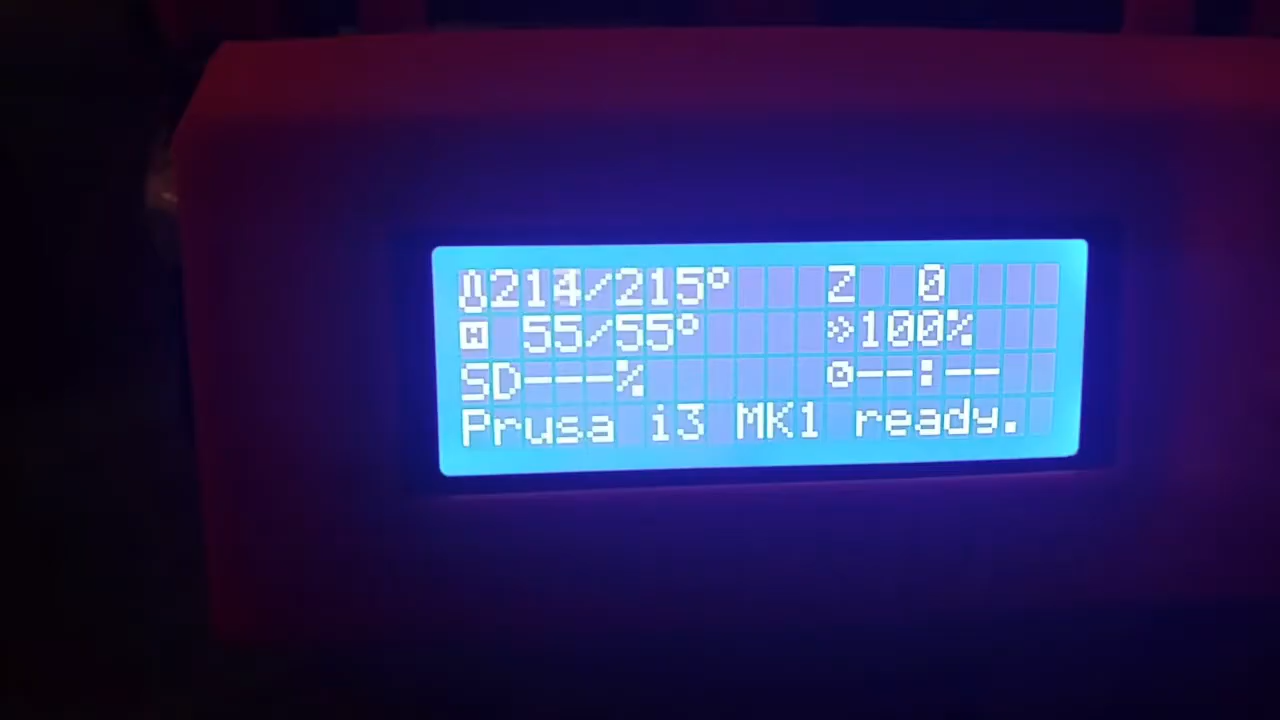 214/215° Z 0
55/55° 100%
SD---% --:--
Prusa i3 MK1 ready.